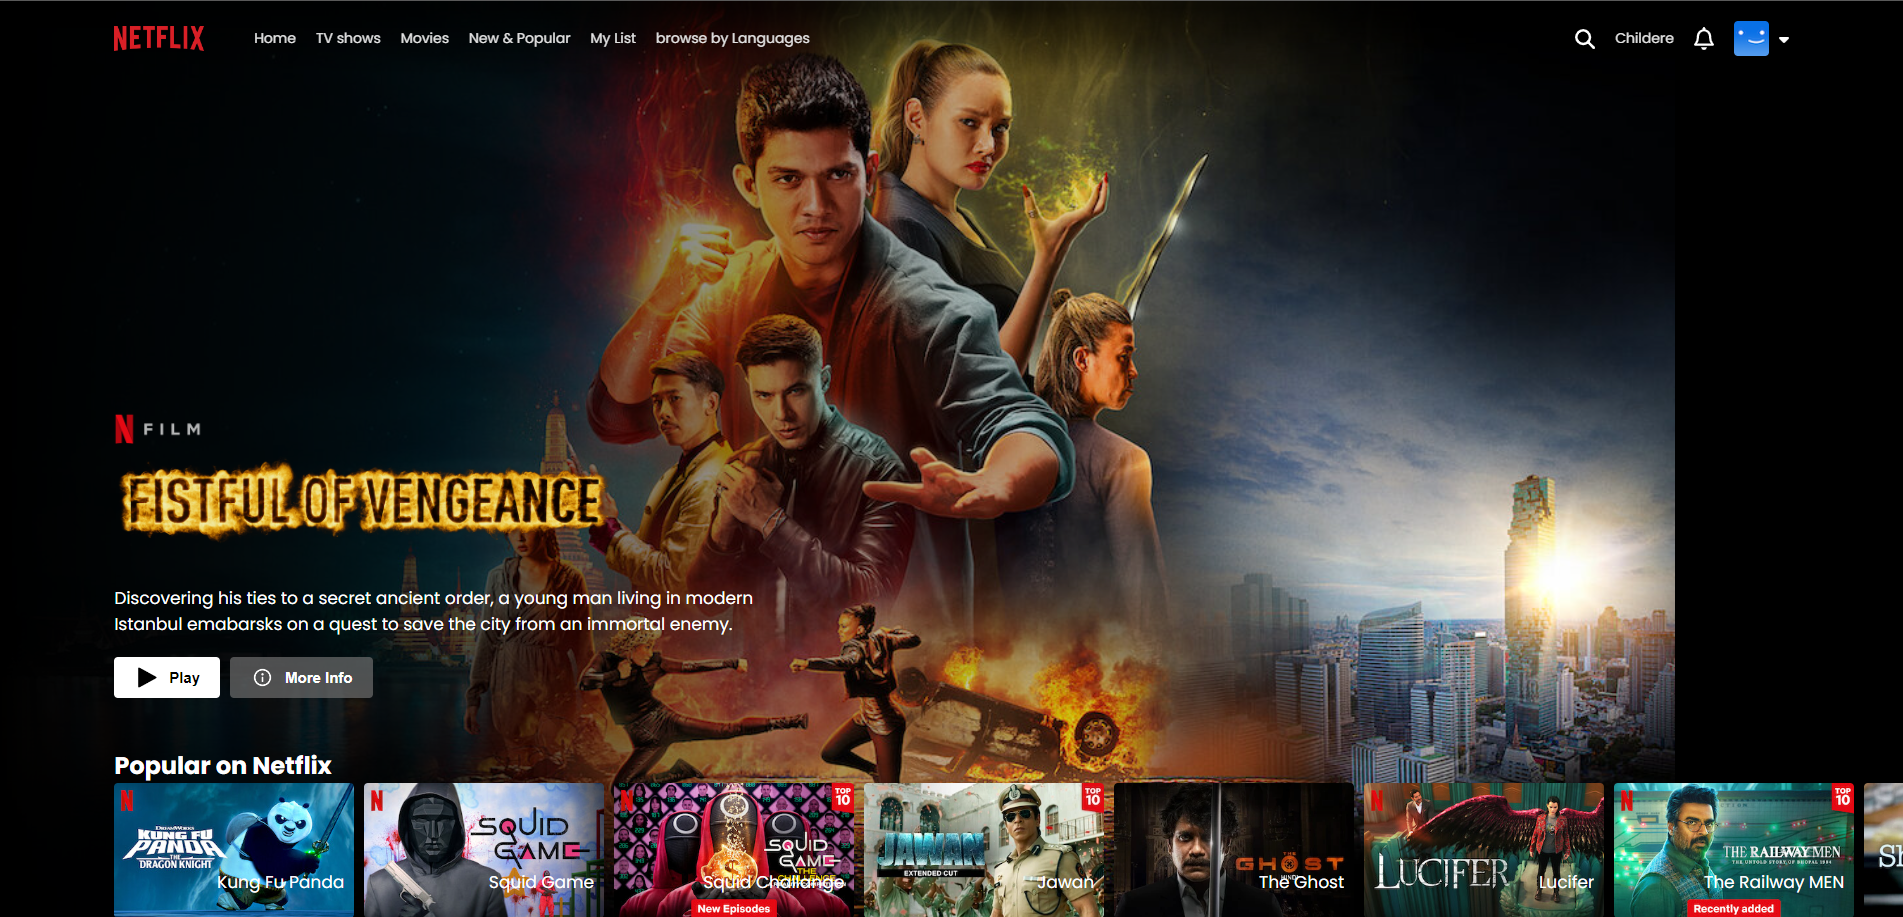 NETFLIX
Home TV shows Movies New & Popular My List browse by Languages
Childere
N FILM
FISTFUL OF VENGEANCE
Discovering his ties to a secret ancient order, a young man living in modern
Istanbul emabarsks on a quest to save the city from an immortal enemy.
Play
More Info
Popular on Netflix
N
DREAMWORKS
KUNG FU
PANDA
THE
DRAGON KNIGHT
Kung Fu Panda
N
SQUID
GAME
Squid Game
N
TOP
10
SQUID
GAME
THE
CHALLENGE
Squid Challange
New Episodes
TOP
10
JAWAN
EXTENDED CUT
Jawan
THE
GHOST
HINDI
The Ghost
N
LUCIFER
Lucifer
N
TOP
10
THE RAILWAY MEN
THE UNTOLD STORY OF BHOPAL 1984
The Railway MEN
Recently added
Sh